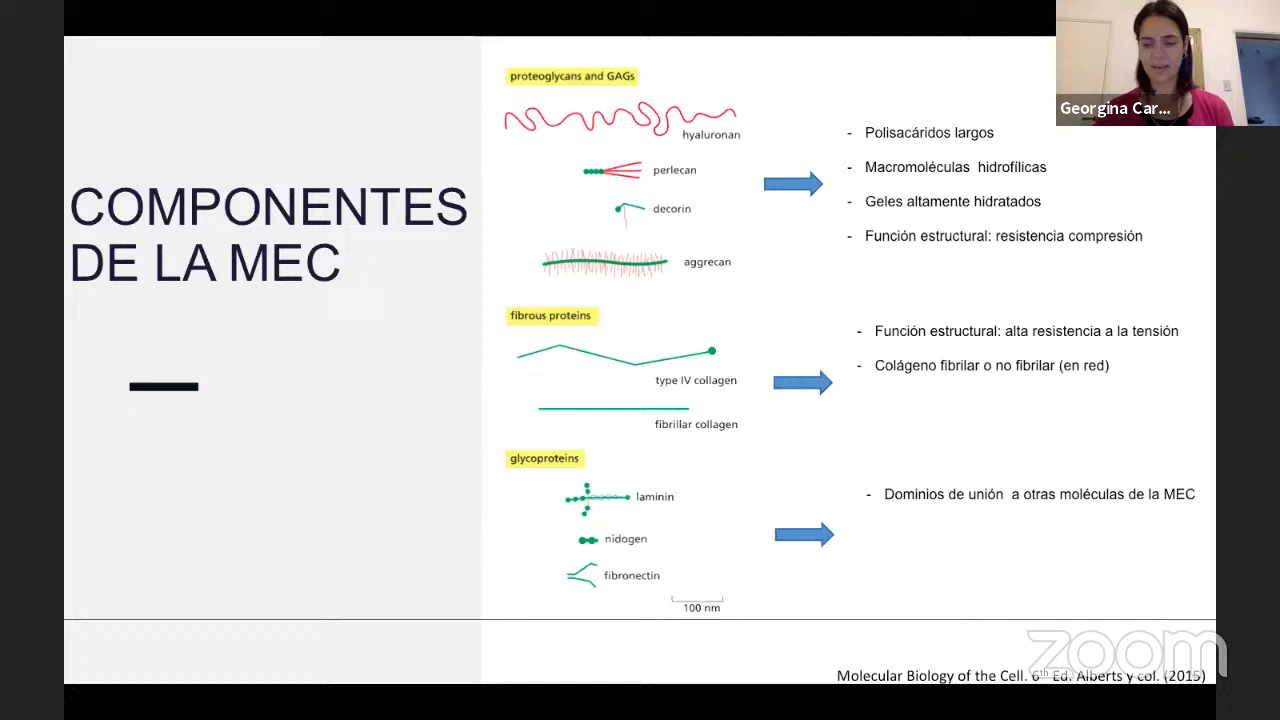 COMPONENTES
DE LA MEC
proteoglycans and GAGs
hyaluronan
perlecan
decorin
aggrecan
- Polisacáridos largos
- Macromoléculas hidrofílicas
- Geles altamente hidratados
- Función estructural: resistencia compresión
fibrous proteins
type IV collagen
fibrillar collagen
- Función estructural: alta resistencia a la tensión
- Colágeno fibrilar o no fibrilar (en red)
glycoproteins
laminin
nidogen
fibronectin
100 nm
- Dominios de unión a otras moléculas de la MEC
Molecular Biology of the Cell. 6th Ed. Alberts y col. (2015)
Georgina Car...
zoom